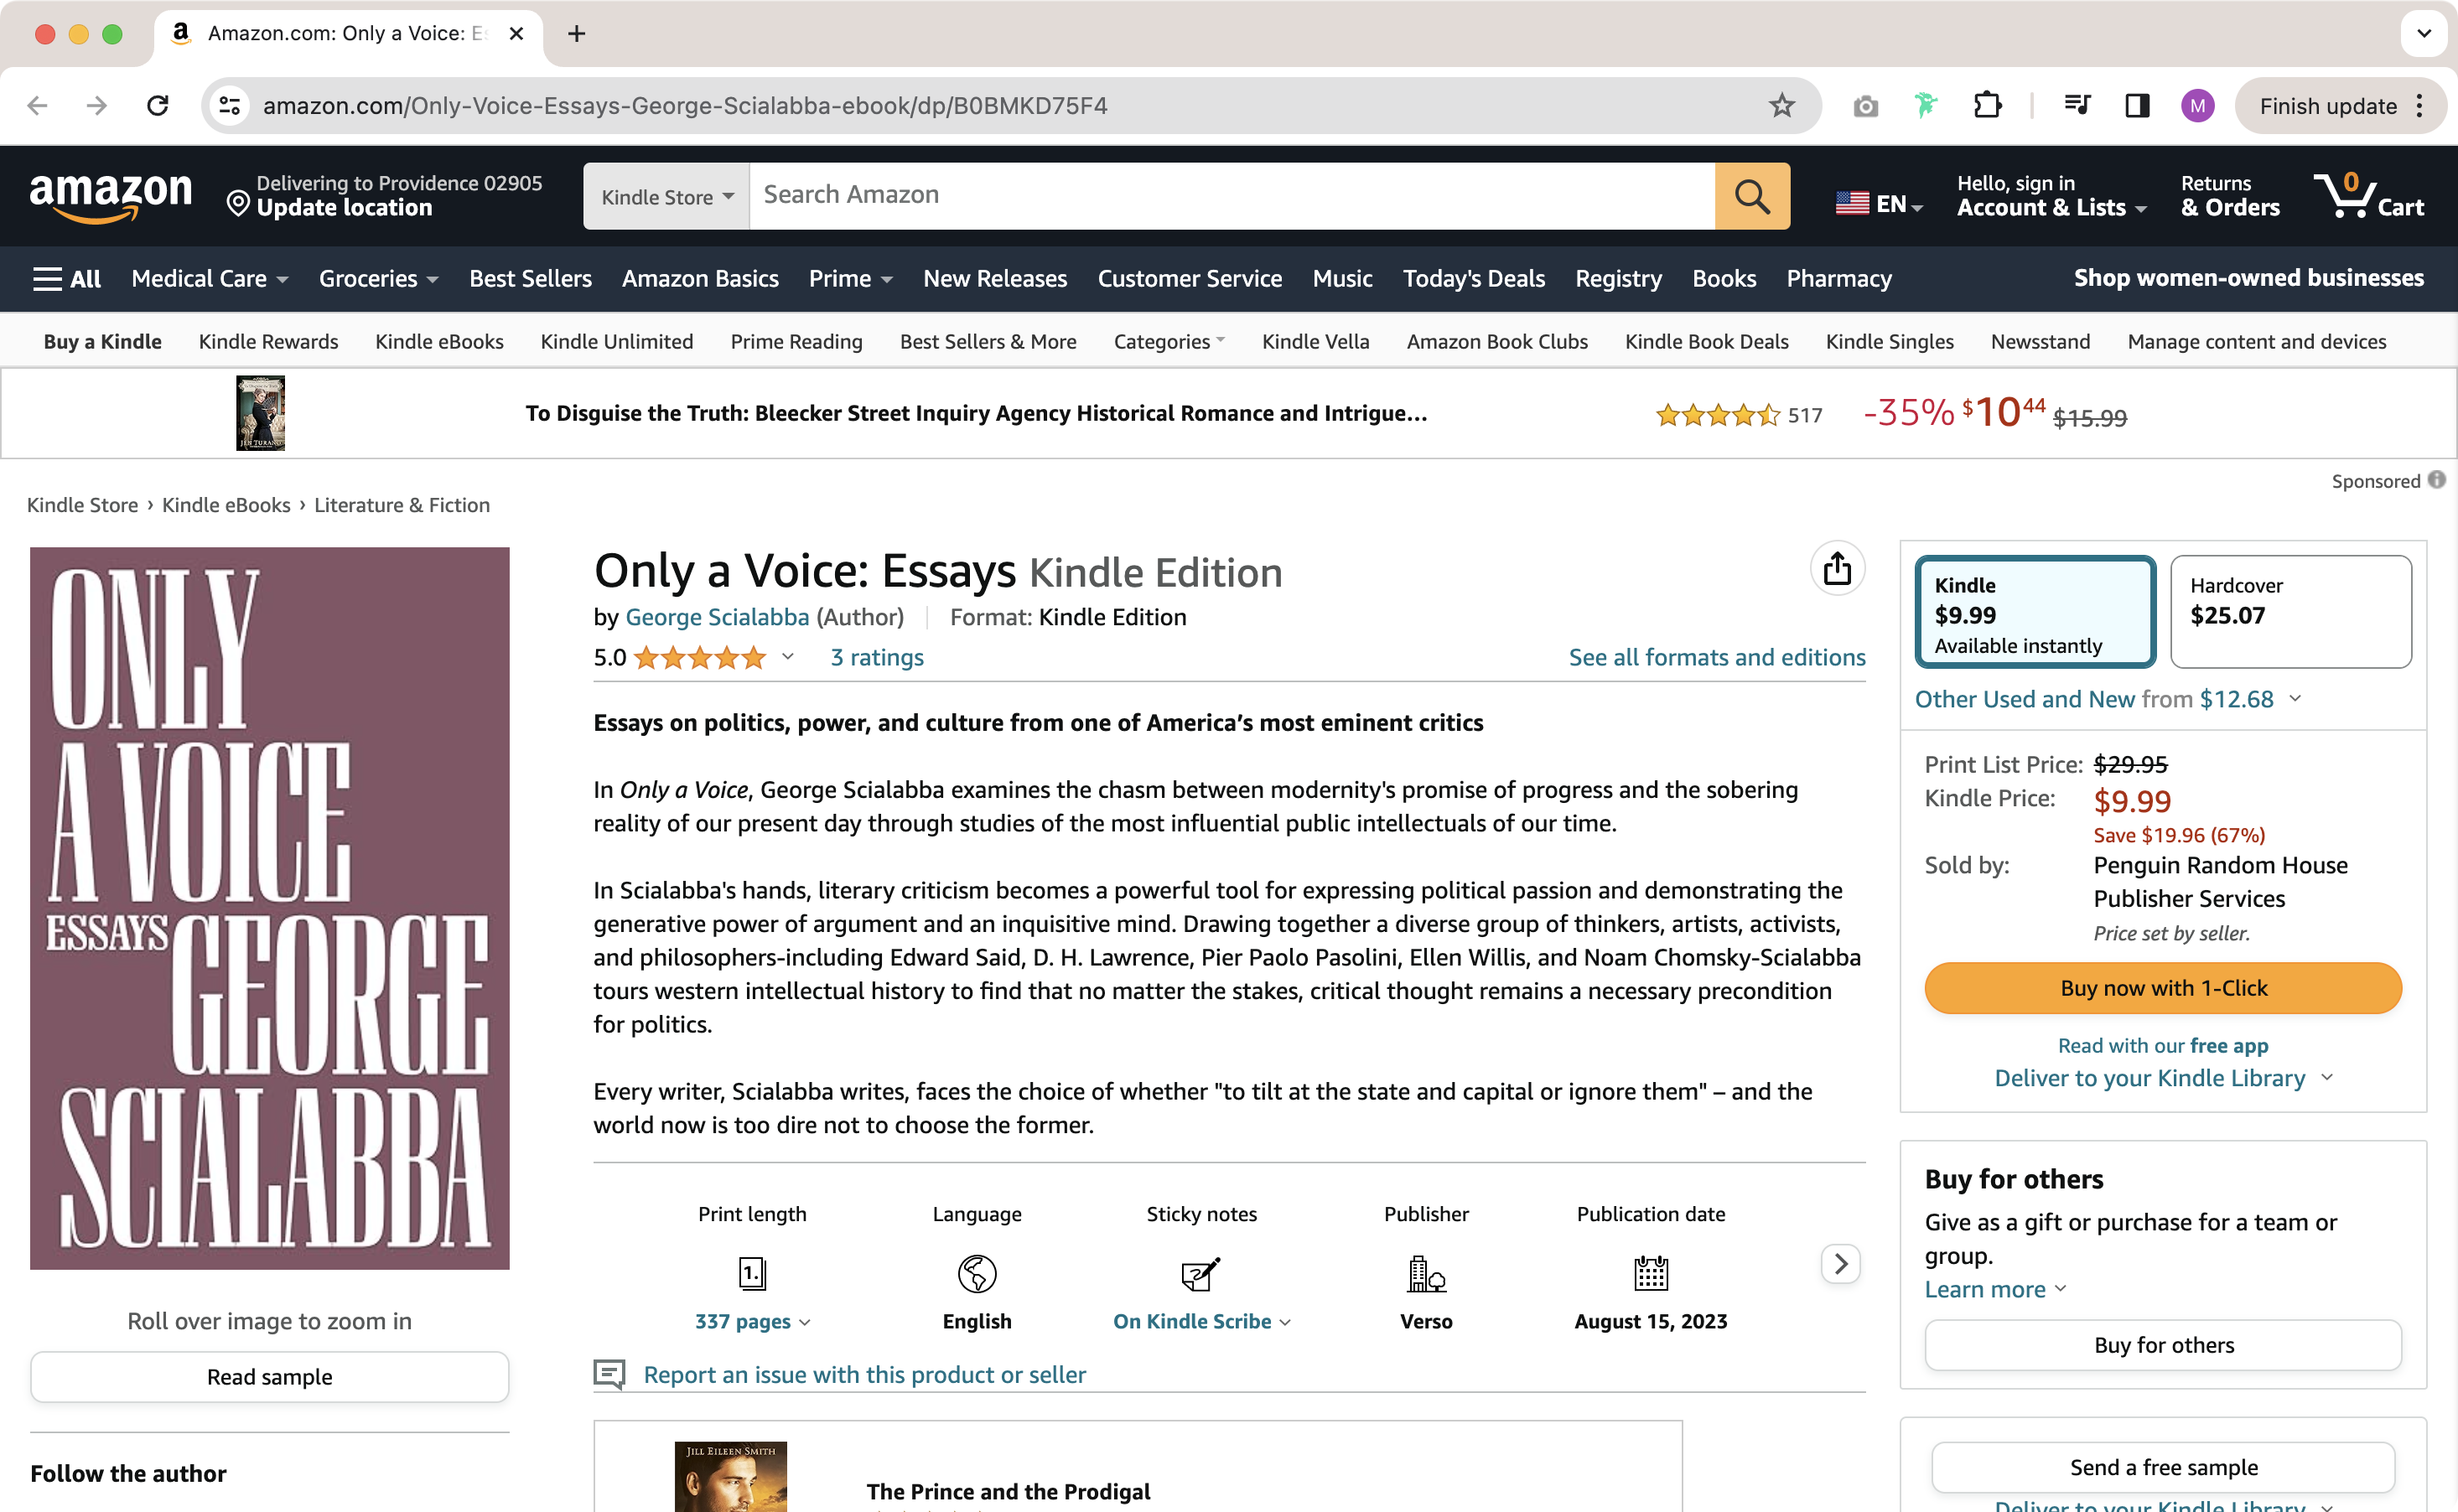 Amazon.com: Only a Voice: Es
amazon.com/Only-Voice-Essays-George-Scialabba-ebook/dp/B0BMKD75F4
M
Finish update
amazon
Delivering to Providence 02905
Update location
Kindle Store
Search Amazon
EN
Hello, sign in
Account & Lists
Returns
& Orders
0
Cart
All
Medical Care
Groceries
Best Sellers
Amazon Basics
Prime
New Releases
Customer Service
Music
Today's Deals
Registry
Books
Pharmacy
Shop women-owned businesses
Buy a Kindle
Kindle Rewards
Kindle eBooks
Kindle Unlimited
Prime Reading
Best Sellers & More
Categories
Kindle Vella
Amazon Book Clubs
Kindle Book Deals
Kindle Singles
Newsstand
Manage content and devices
JEN TURANO
To Disguise the Truth: Bleecker Street Inquiry Agency Historical Romance and Intrigue...
517
-35% $10 44 $15.99
Sponsored
Kindle Store › Kindle eBooks › Literature & Fiction
ONLY
A VOICE
ESSAYS GEORGE
SCIALABBA
Roll over image to zoom in
Read sample
Follow the author
Only a Voice: Essays Kindle Edition
by George Scialabba (Author)
Format: Kindle Edition
5.0
3 ratings
See all formats and editions
Essays on politics, power, and culture from one of America’s most eminent critics
In Only a Voice, George Scialabba examines the chasm between modernity's promise of progress and the sobering
reality of our present day through studies of the most influential public intellectuals of our time.
In Scialabba's hands, literary criticism becomes a powerful tool for expressing political passion and demonstrating the
generative power of argument and an inquisitive mind. Drawing together a diverse group of thinkers, artists, activists,
and philosophers-including Edward Said, D. H. Lawrence, Pier Paolo Pasolini, Ellen Willis, and Noam Chomsky-Scialabba
tours western intellectual history to find that no matter the stakes, critical thought remains a necessary precondition
for politics.
Every writer, Scialabba writes, faces the choice of whether "to tilt at the state and capital or ignore them" – and the
world now is too dire not to choose the former.
Print length
1.
337 pages
Language
English
Sticky notes
On Kindle Scribe
Publisher
Verso
Publication date
August 15, 2023
Report an issue with this product or seller
JILL EILEEN SMITH
The Prince and the Prodigal
Kindle
$9.99
Available instantly
Hardcover
$25.07
Other Used and New from $12.68
Print List Price: $29.95
Kindle Price: $9.99
Save $19.96 (67%)
Sold by: Penguin Random House
Publisher Services
Price set by seller.
Buy now with 1-Click
Read with our free app
Deliver to your Kindle Library
Buy for others
Give as a gift or purchase for a team or
group.
Learn more
Buy for others
Send a free sample
Deliver to your Kindle Library